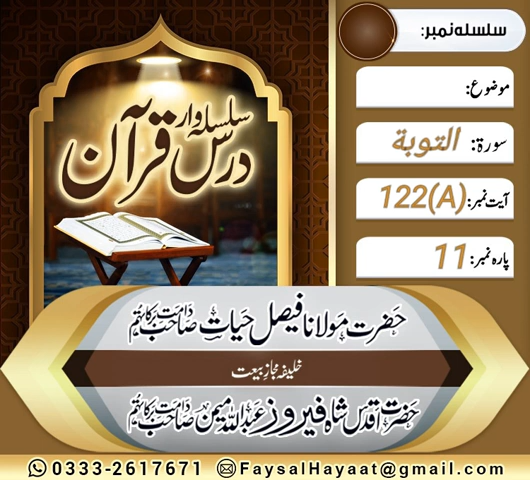 سلسلہ نمبر:
سلسلہ وار
درس قرآن
موضوع:
سورۃ: التوبة
آیت نمبر: 122(A)
پارہ نمبر: 11
حضرت مولانا فیصل حیات صاحب دامت برکاتہم
خلیفہ مجاز بیعت
حضرت اقدس شاہ فیروز عبداللہ میمن صاحب دامت برکاتہم
0333-2617671 FaysalHayaat@gmail.com